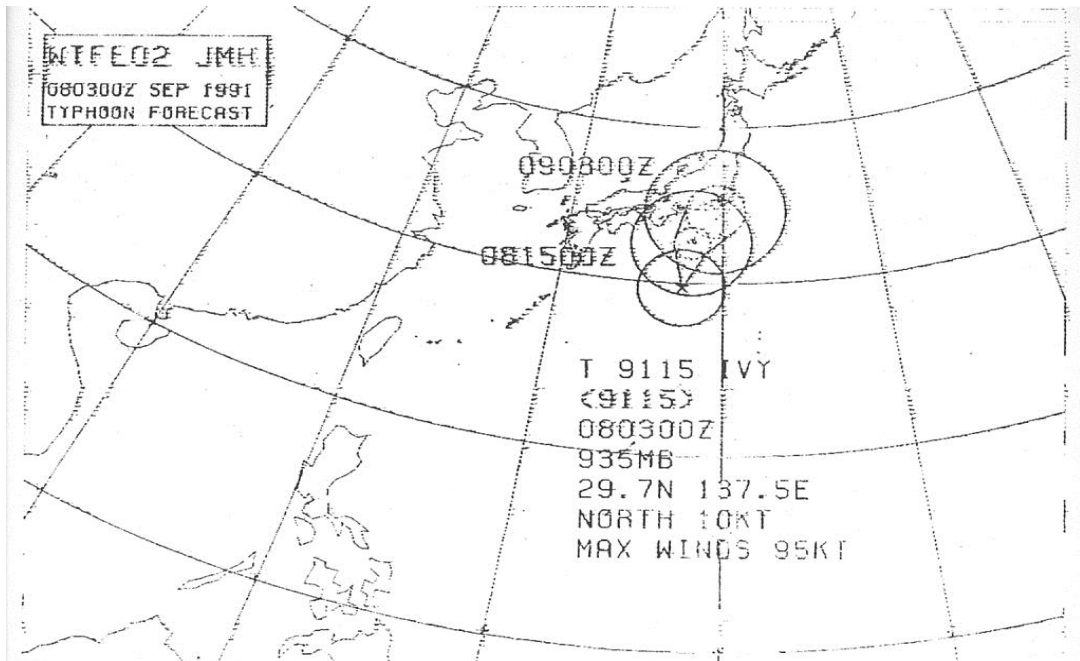 WTFE02 JMH
080300Z SEP 1991
TYPHOON FORECAST
090300Z
081500Z
T 9115 IVY
(9115)
080300Z
935MB
29.7N 137.5E
NORTH 10KT
MAX WINDS 95KT